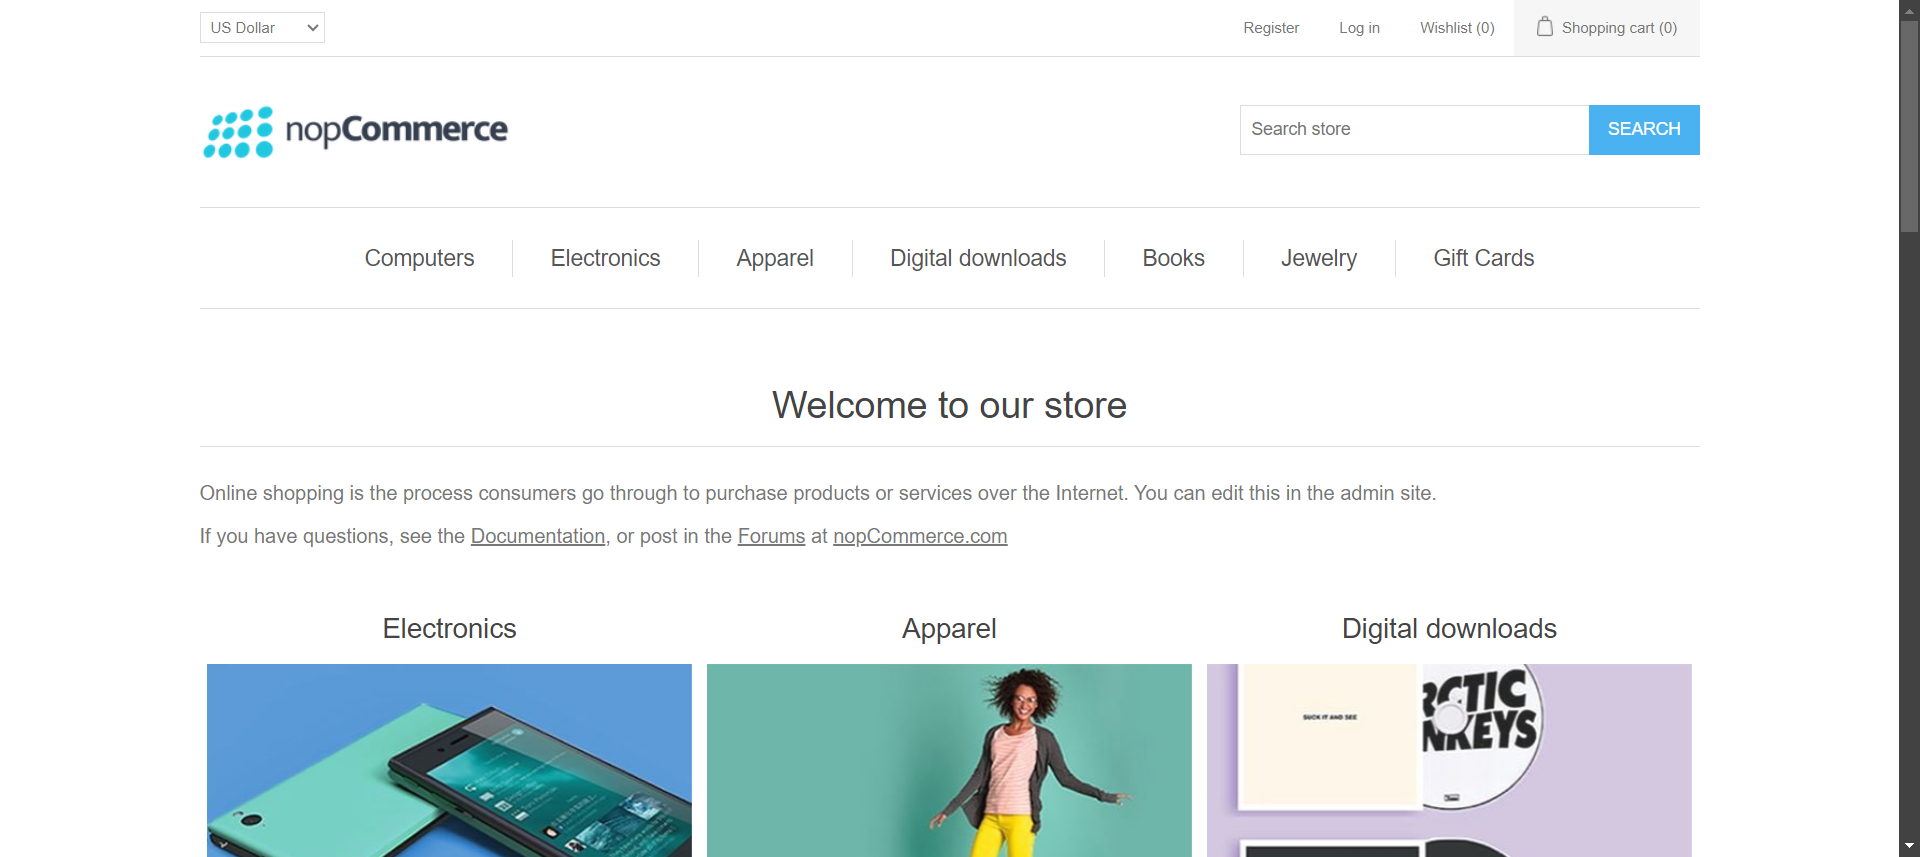 US Dollar
Register
Log in
Wishlist (0)
Shopping cart (0)
nopCommerce
Search store
SEARCH
Computers
Electronics
Apparel
Digital downloads
Books
Jewelry
Gift Cards
Welcome to our store
Online shopping is the process consumers go through to purchase products or services over the Internet. You can edit this in the admin site.
If you have questions, see the Documentation, or post in the Forums at nopCommerce.com
Electronics
Apparel
Digital downloads
SUCK IT AND SEE
RCTIC
NKEYS